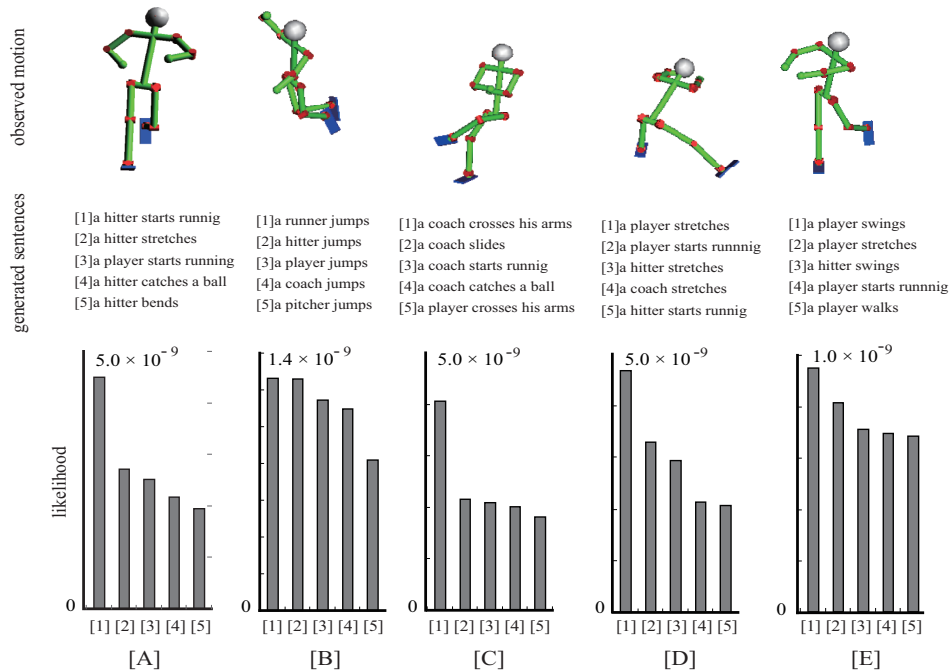 observed motion
generated sentences
[1]a hitter starts runnig
[2]a hitter stretches
[3]a player starts running
[4]a hitter catches a ball
[5]a hitter bends
[1]a runner jumps
[2]a hitter jumps
[3]a player jumps
[4]a coach jumps
[5]a pitcher jumps
[1]a coach crosses his arms
[2]a coach slides
[3]a coach starts runnig
[4]a coach catches a ball
[5]a player crosses his arms
[1]a player stretches
[2]a player starts runnnig
[3]a hitter stretches
[4]a coach stretches
[5]a hitter starts runnig
[1]a player swings
[2]a player stretches
[3]a hitter swings
[4]a player starts runnnig
[5]a player walks
likelihood
5.0 × 10⁻⁹
0
[1] [2] [3] [4] [5]
[A]
1.4 × 10⁻⁹
0
[1] [2] [3] [4] [5]
[B]
5.0 × 10⁻⁹
0
[1] [2] [3] [4] [5]
[C]
5.0 × 10⁻⁹
0
[1] [2] [3] [4] [5]
[D]
1.0 × 10⁻⁹
0
[1] [2] [3] [4] [5]
[E]